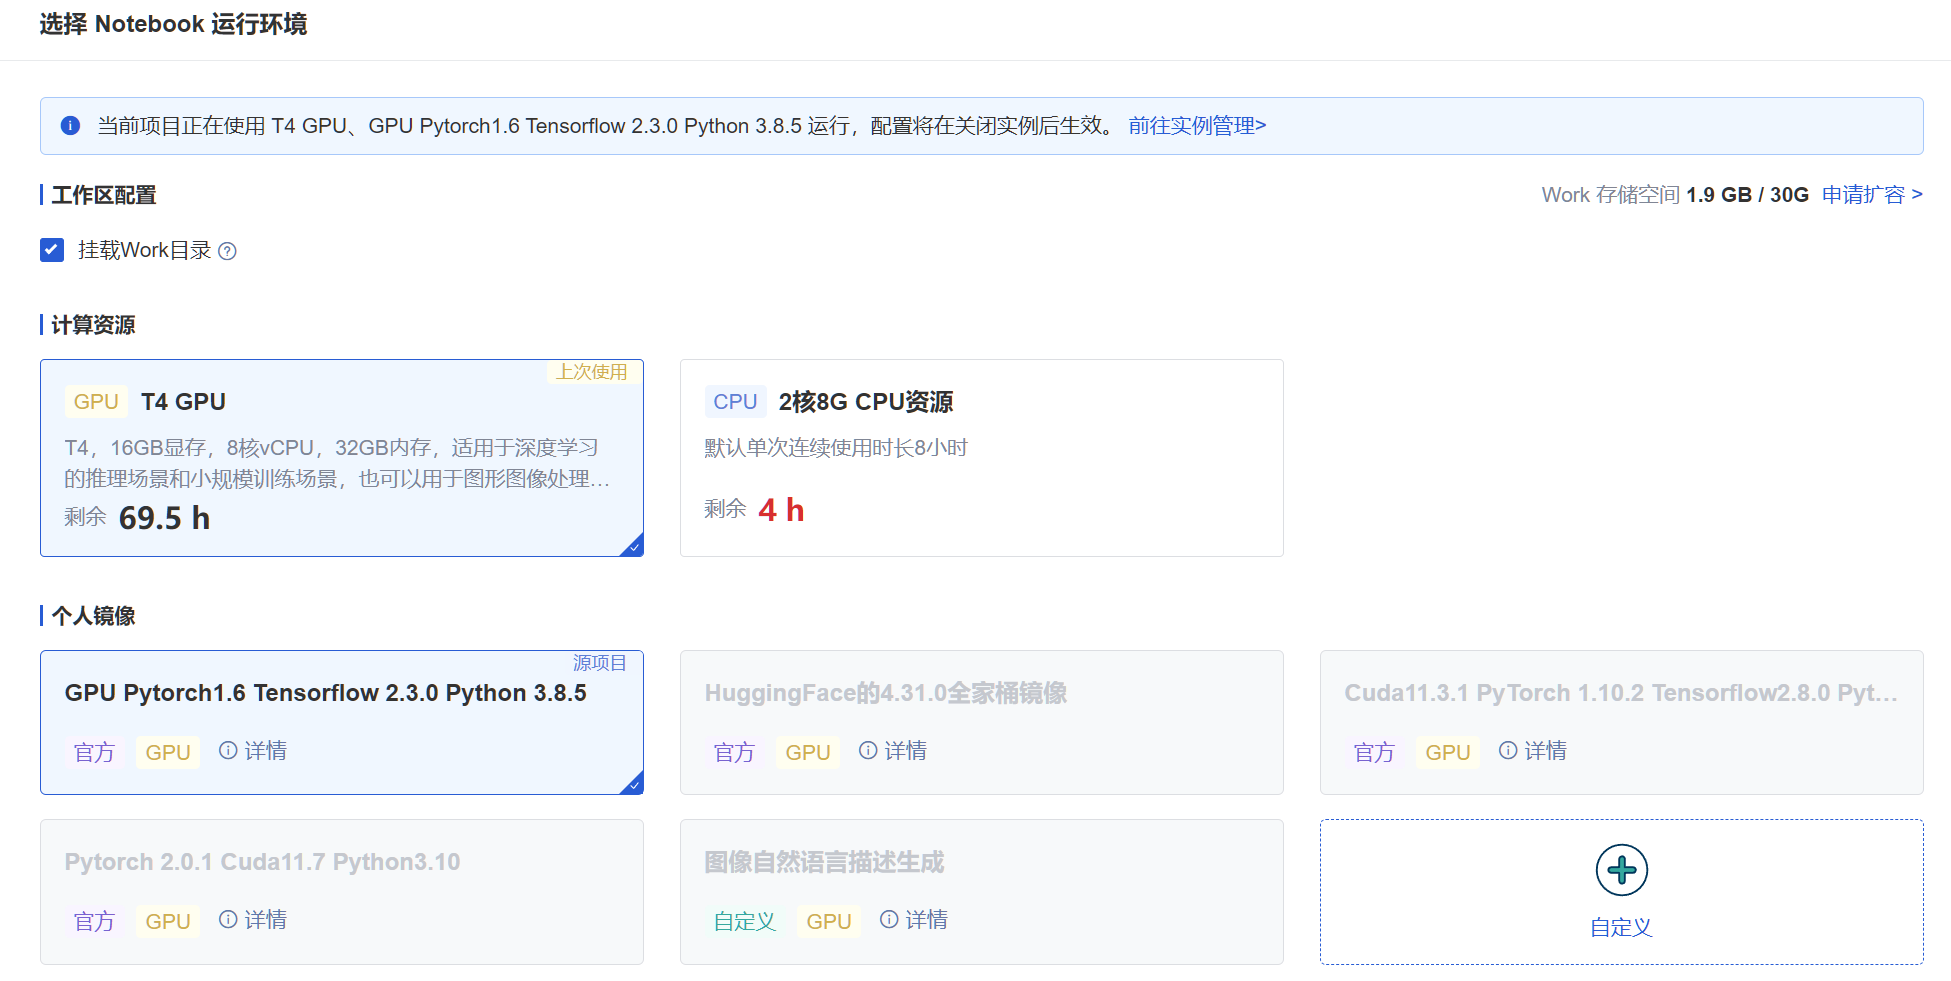 选择 Notebook 运行环境
当前项目正在使用 T4 GPU、GPU Pytorch1.6 Tensorflow 2.3.0 Python 3.8.5 运行，配置将在关闭实例后生效。 前往实例管理>
工作区配置
Work 存储空间 1.9 GB / 30G 申请扩容 >
挂载Work目录
计算资源
上次使用
GPU T4 GPU
T4，16GB显存，8核vCPU，32GB内存，适用于深度学习
的推理场景和小规模训练场景，也可以用于图形图像处理...
剩余 69.5 h
CPU 2核8G CPU资源
默认单次连续使用时长8小时
剩余 4 h
个人镜像
源项目
GPU Pytorch1.6 Tensorflow 2.3.0 Python 3.8.5
官方 GPU 详情
HuggingFace的4.31.0全家桶镜像
官方 GPU 详情
Cuda11.3.1 PyTorch 1.10.2 Tensorflow2.8.0 Pyt...
官方 GPU 详情
Pytorch 2.0.1 Cuda11.7 Python3.10
官方 GPU 详情
图像自然语言描述生成
自定义 GPU 详情
自定义